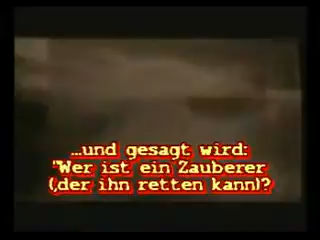 ...und gesagt wird:
"Wer ist ein Zauberer
(,der ihn retten kann)?